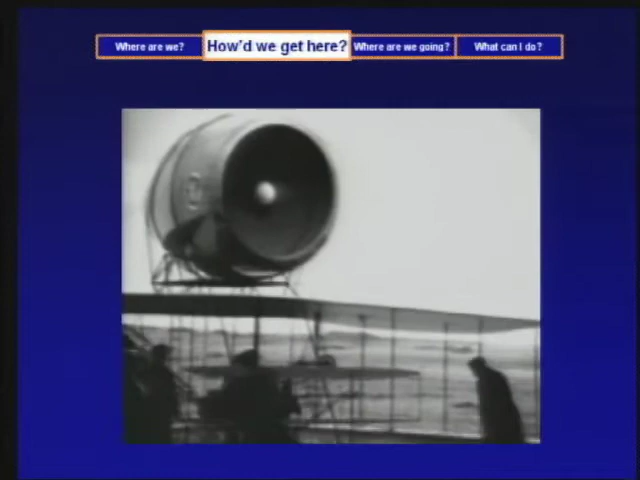 Where are we?
How'd we get here?
Where are we going?
What can I do?